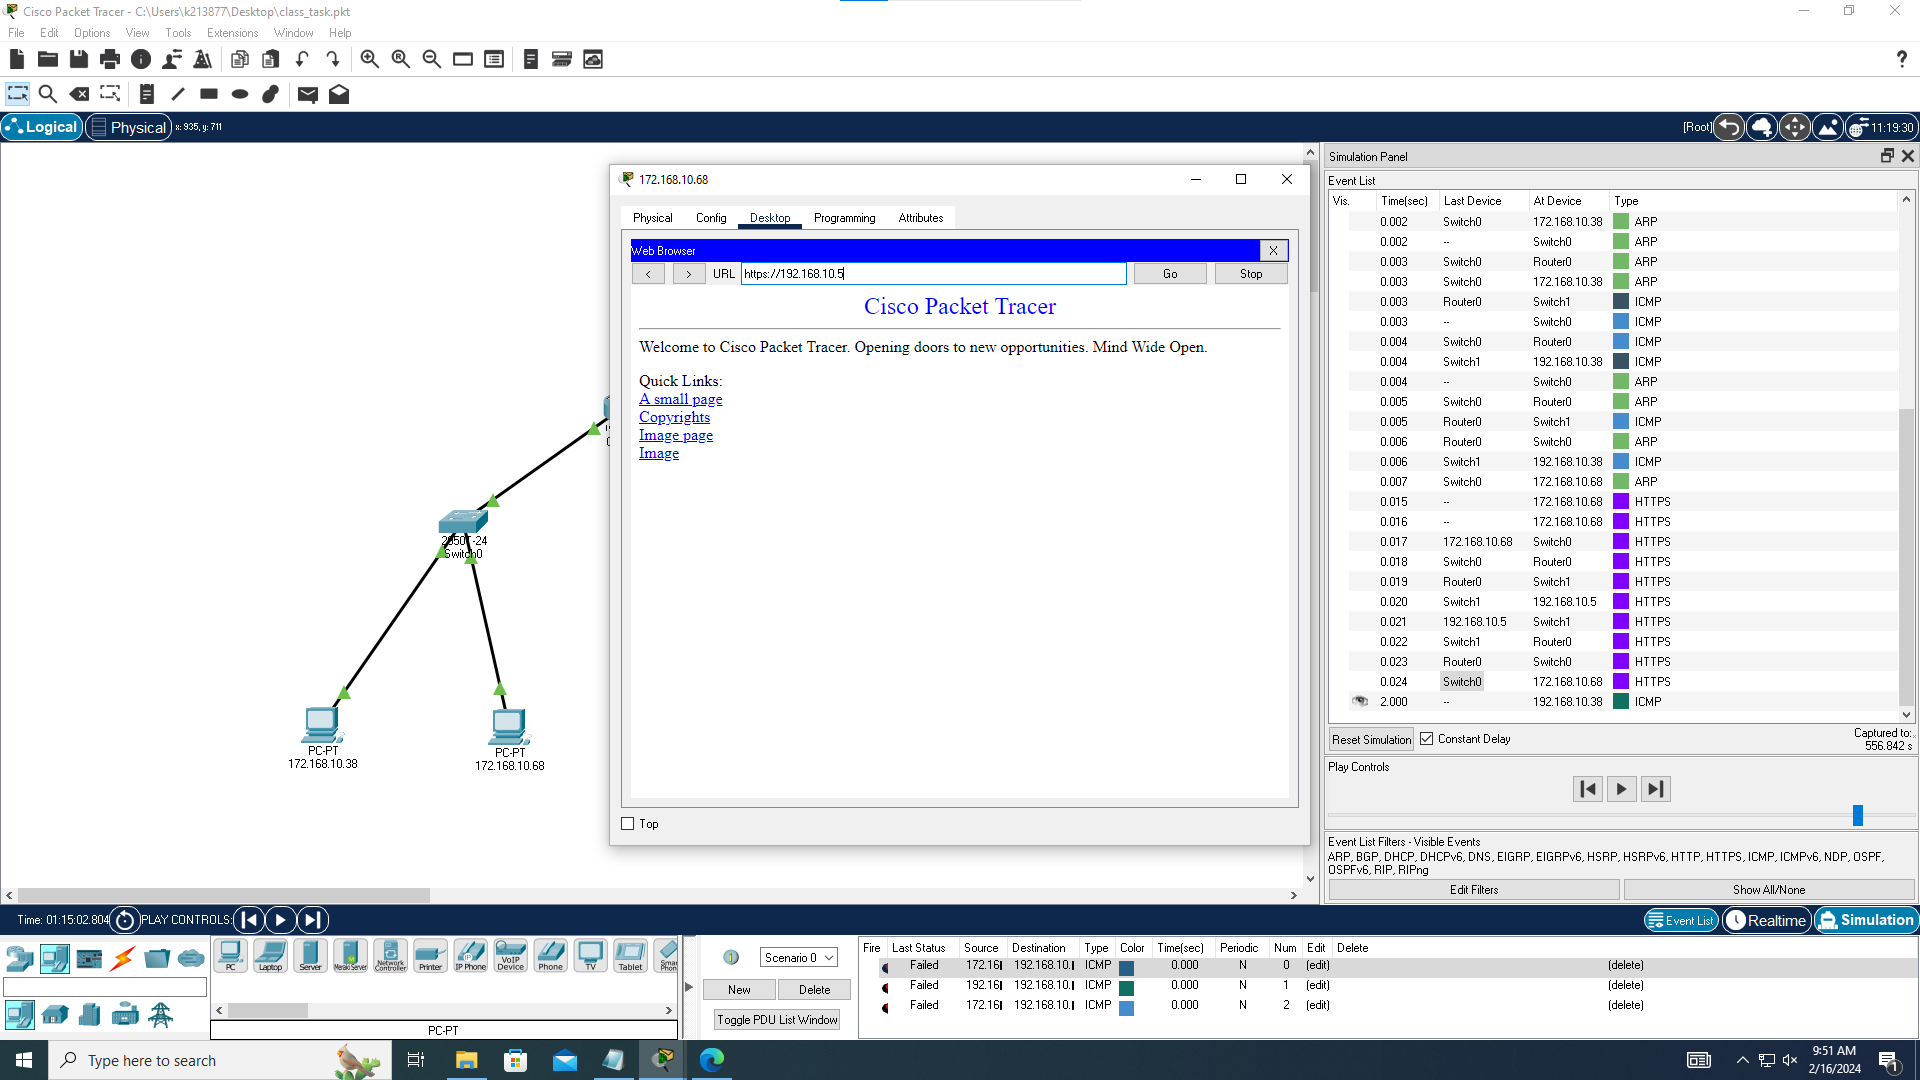 Cisco Packet Tracer - C:\Users\k213877\Desktop\class_task.pkt
File Edit Options View Tools Extensions Window Help
Logical Physical x: 935, y: 711
[Root] 11:19:30
172.168.10.68
Physical Config Desktop Programming Attributes
Web Browser X
< > URL https://192.168.10.5 Go Stop
Cisco Packet Tracer
Welcome to Cisco Packet Tracer. Opening doors to new opportunities. Mind Wide Open.
Quick Links:
A small page
Copyrights
Image page
Image
Top
2950T-24
Switch0
PC-PT
172.168.10.38
PC-PT
172.168.10.68
Simulation Panel
Event List
Vis. Time(sec) Last Device At Device Type
0.002 Switch0 172.168.10.38 ARP
0.002 -- Switch0 ARP
0.003 Switch0 Router0 ARP
0.003 Switch0 172.168.10.38 ARP
0.003 Router0 Switch1 ICMP
0.003 -- Switch0 ICMP
0.004 Switch0 Router0 ICMP
0.004 Switch1 192.168.10.38 ICMP
0.004 -- Switch0 ARP
0.005 Switch0 Router0 ARP
0.005 Router0 Switch1 ICMP
0.006 Router0 Switch0 ARP
0.006 Switch1 192.168.10.38 ICMP
0.007 Switch0 172.168.10.68 ARP
0.015 -- 172.168.10.68 HTTPS
0.016 -- 172.168.10.68 HTTPS
0.017 172.168.10.68 Switch0 HTTPS
0.018 Switch0 Router0 HTTPS
0.019 Router0 Switch1 HTTPS
0.020 Switch1 192.168.10.5 HTTPS
0.021 192.168.10.5 Switch1 HTTPS
0.022 Switch1 Router0 HTTPS
0.023 Router0 Switch0 HTTPS
0.024 Switch0 172.168.10.68 HTTPS
2.000 -- 192.168.10.38 ICMP
Reset Simulation Constant Delay Captured to:
556.842 s
Play Controls
Event List Filters - Visible Events
ARP, BGP, DHCP, DHCPv6, DNS, EIGRP, EIGRPv6, HSRP, HSRPv6, HTTP, HTTPS, ICMP, ICMPv6, NDP, OSPF,
OSPFv6, RIP, RIPng
Edit Filters Show All/None
Time: 01:15:02.804 PLAY CONTROLS:
Event List Realtime Simulation
PC Laptop Server Meraki Server Network Controller Printer IP Phone VoIP Device Phone TV Tablet Smart Phone
PC-PT
Scenario 0
New Delete
Toggle PDU List Window
Fire Last Status Source Destination Type Color Time(sec) Periodic Num Edit Delete
Failed 172.16 192.168.10. ICMP 0.000 N 0 (edit) (delete)
Failed 192.16 192.168.10. ICMP 0.000 N 1 (edit) (delete)
Failed 172.16 192.168.10. ICMP 0.000 N 2 (edit) (delete)
Type here to search
9:51 AM
2/16/2024
1